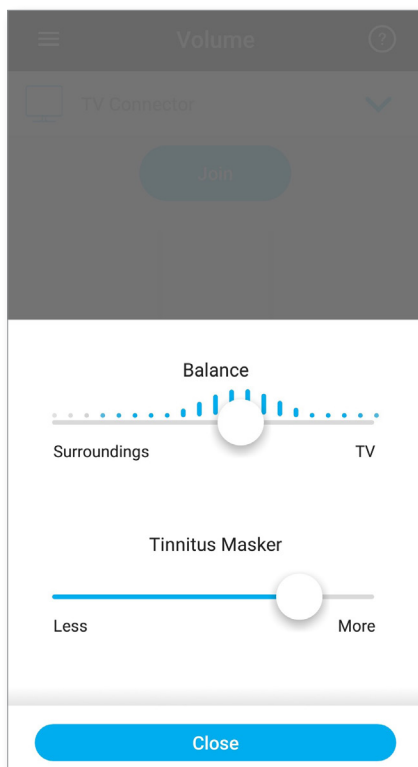 Volume
?
TV Connector
Join
Balance
Surroundings TV
Tinnitus Masker
Less More
Close